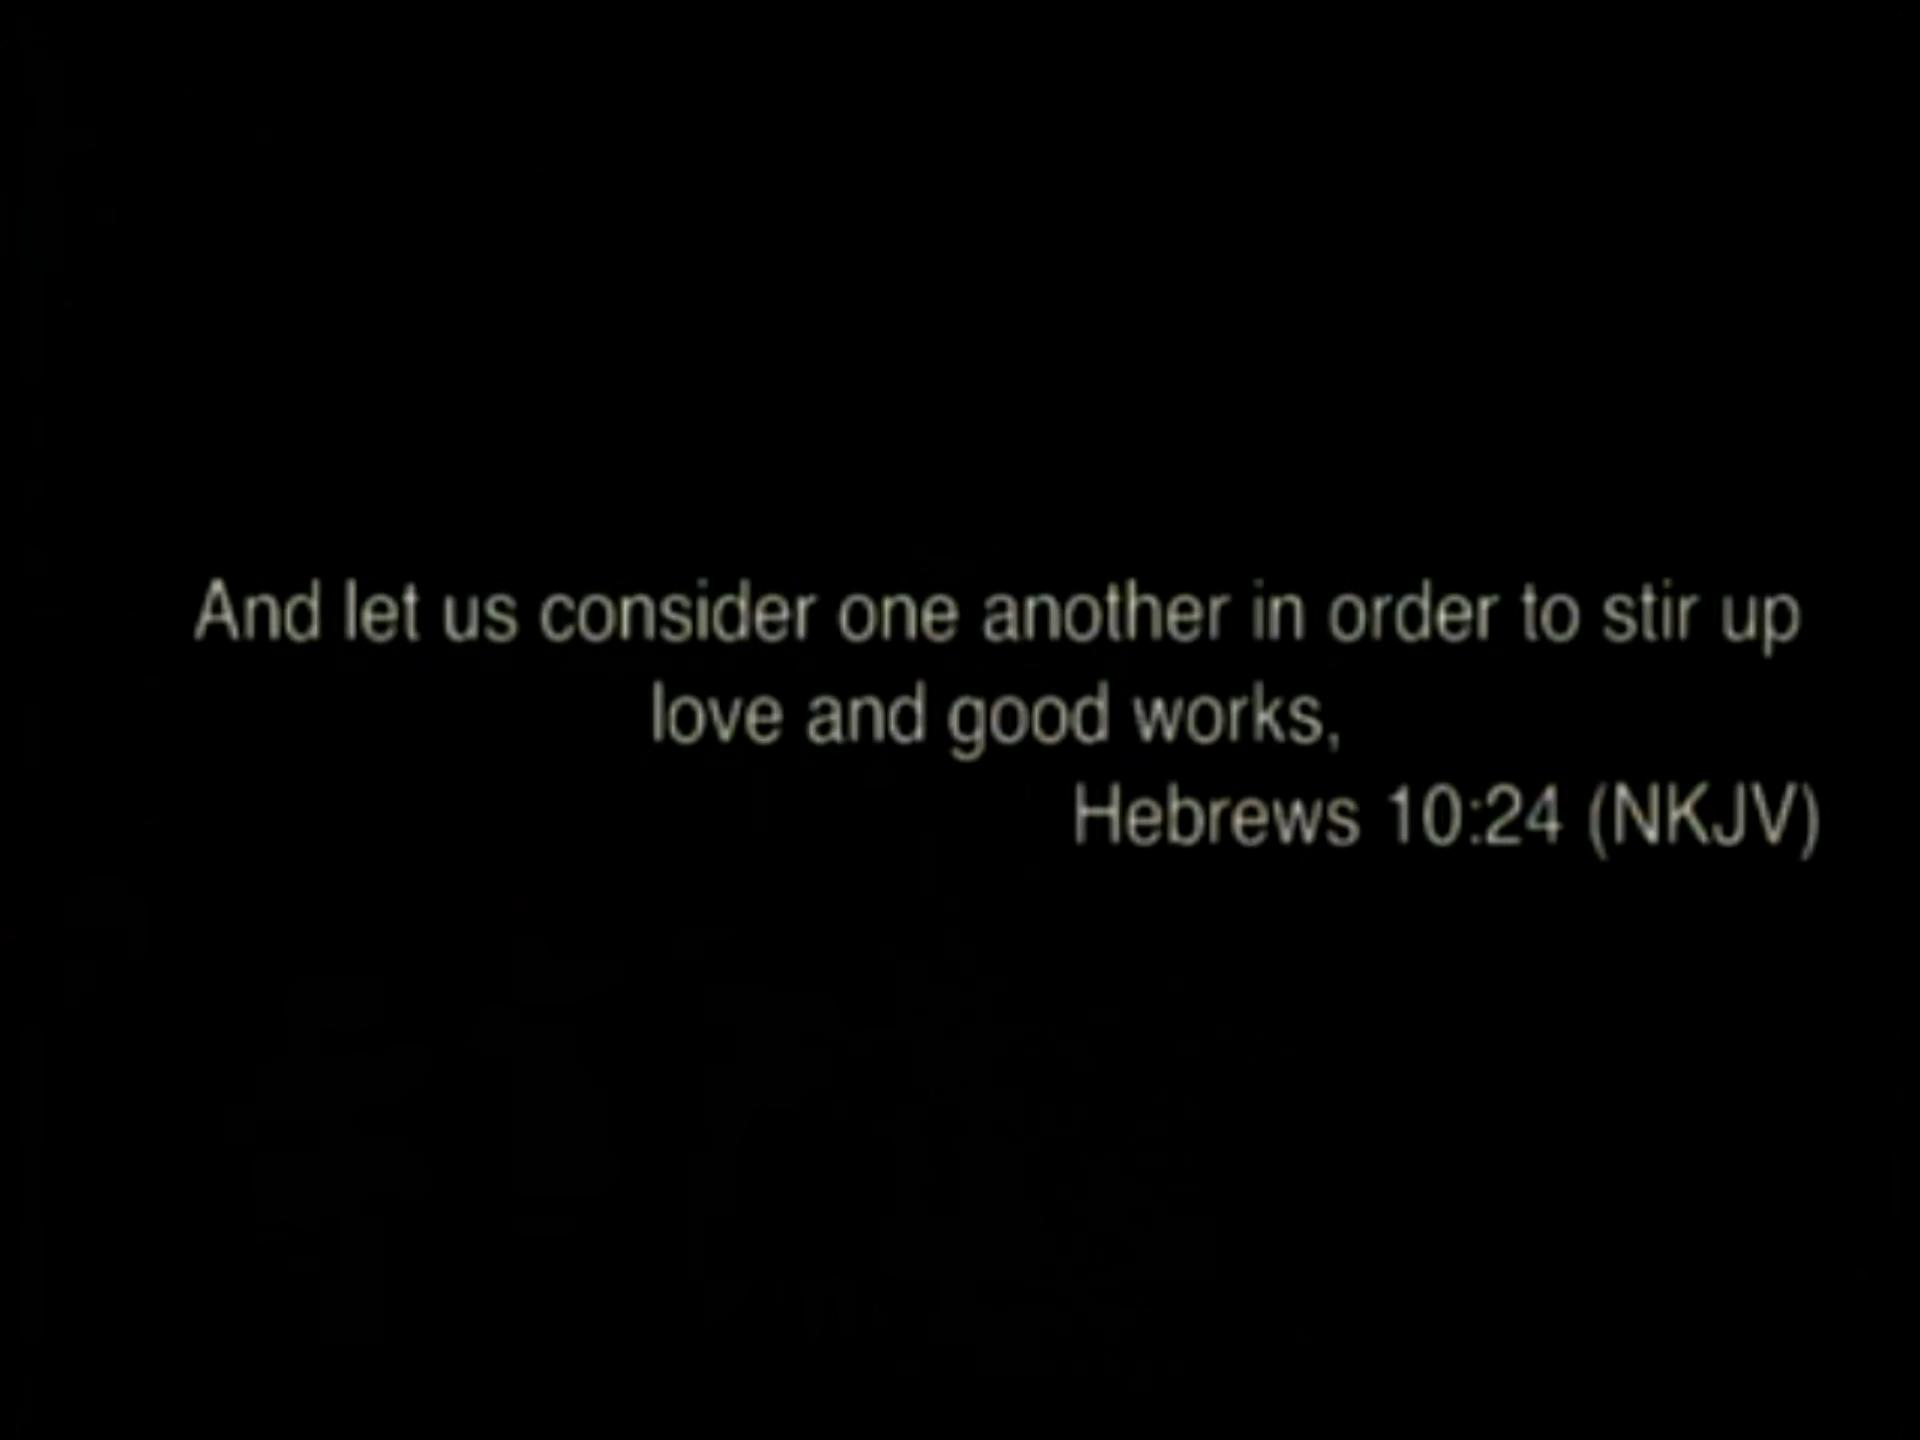 And let us consider one another in order to stir up
love and good works,
Hebrews 10:24 (NKJV)